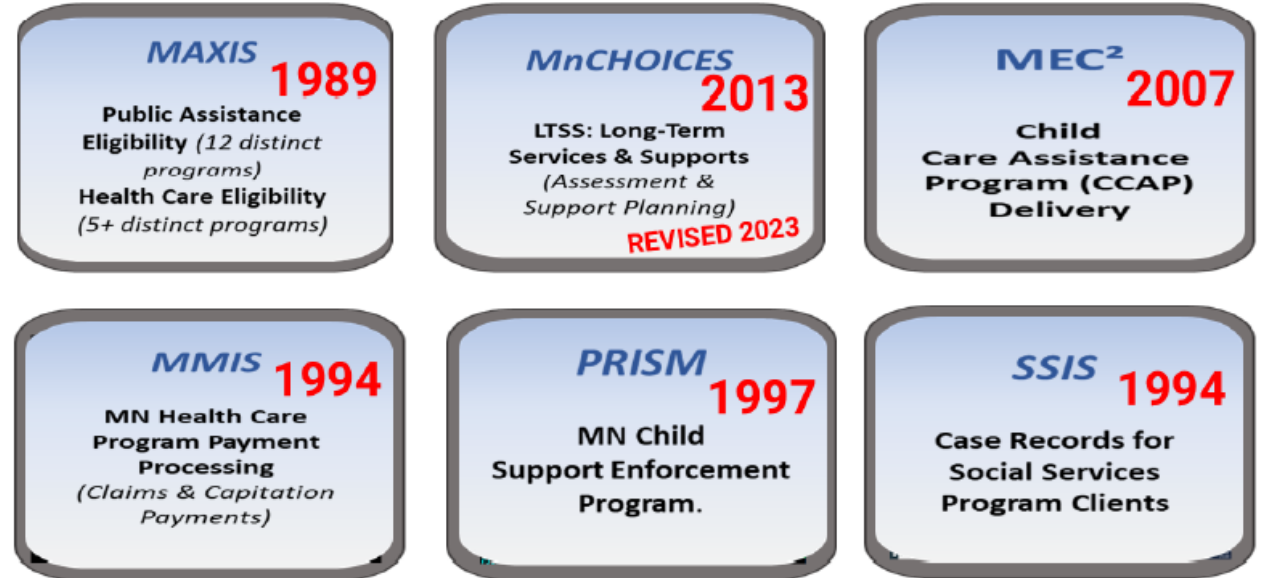 MAXIS
1989
Public Assistance
Eligibility (12 distinct
programs)
Health Care Eligibility
(5+ distinct programs)
MnCHOICES
2013
LTSS: Long-Term
Services & Supports
(Assessment &
Support Planning)
REVISED 2023
MEC²
2007
Child
Care Assistance
Program (CCAP)
Delivery
MMIS
1994
MN Health Care
Program Payment
Processing
(Claims & Capitation
Payments)
PRISM
1997
MN Child
Support Enforcement
Program.
SSIS
1994
Case Records for
Social Services
Program Clients